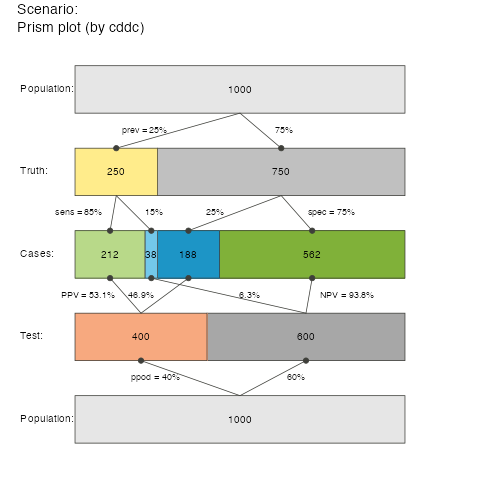 Scenario:
Prism plot (by cddc)
Population:
1000
prev = 25%
75%
Truth:
250
750
sens = 85%
15%
25%
spec = 75%
Cases:
212
38
188
562
PPV = 53.1%
46.9%
6.3%
NPV = 93.8%
Test:
400
600
ppod = 40%
60%
Population:
1000